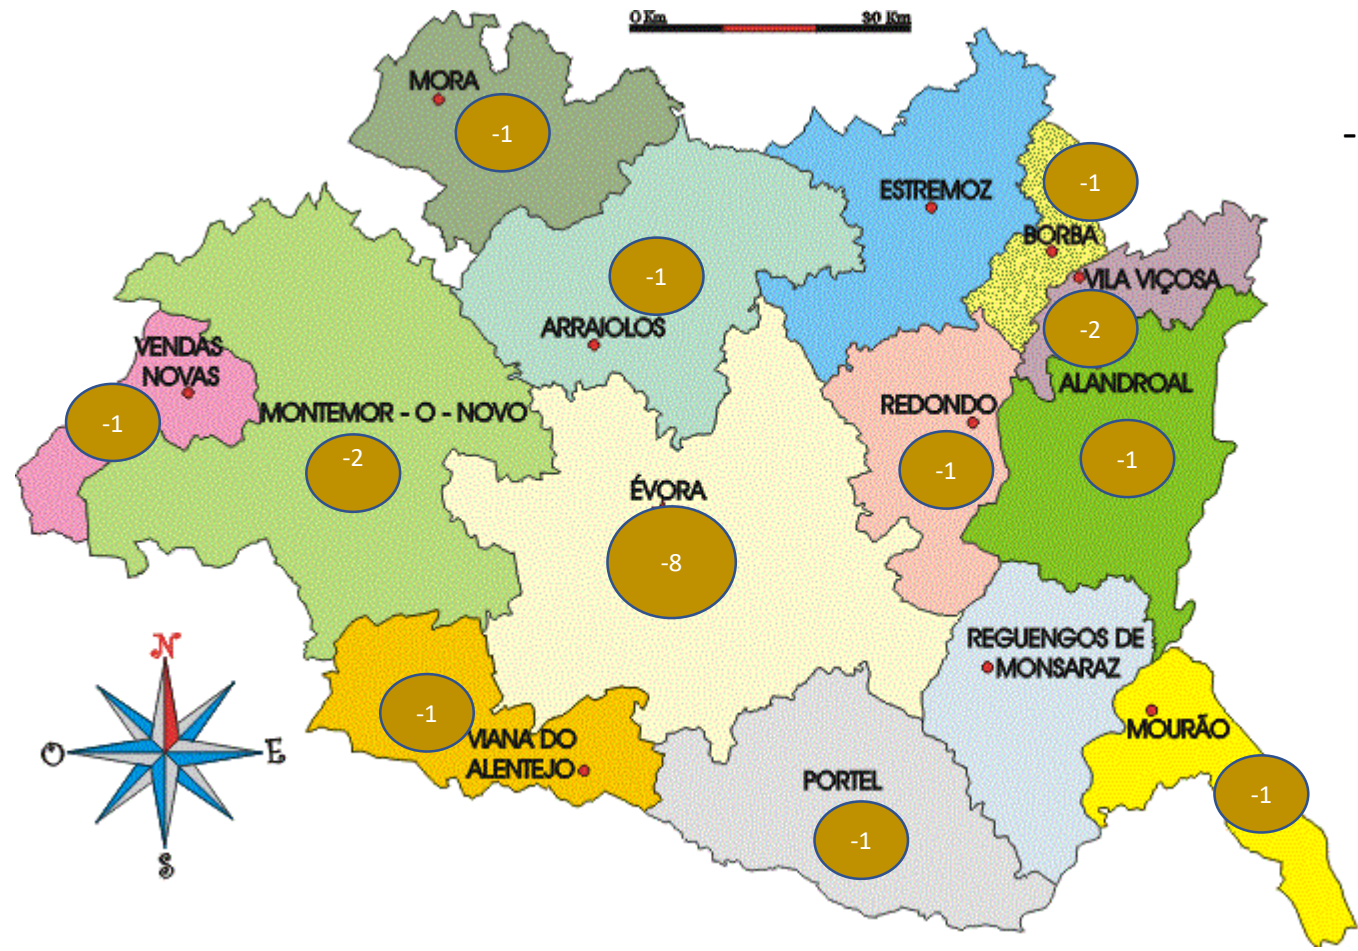 0 Km 30 Km
MORA
-1
-
ESTREMOZ
-1
BORBA
-1
VILA VIÇOSA
ARRAIOLOS
-2
VENDAS
NOVAS
ALANDROAL
REDONDO
MONTEMOR - O - NOVO
-1
-2
-1
-1
ÉVORA
-8
N
REGUENGOS DE
MONSARAZ
-1
MOURÃO
VIANA DO
ALENTEJO
O
E
PORTEL
-1
-1
S